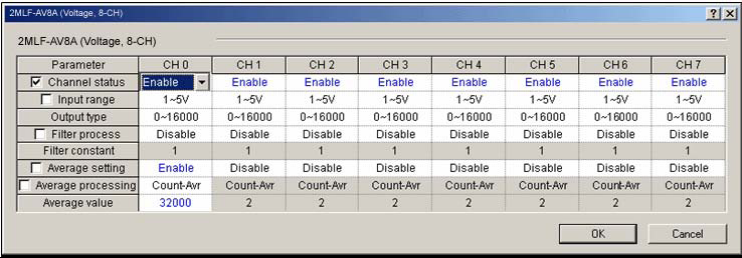 2MLF-AV8A (Voltage, 8-CH)
2MLF-AV8A (Voltage, 8-CH)
Parameter CH 0 CH 1 CH 2 CH 3 CH 4 CH 5 CH 6 CH 7
Channel status Enable Enable Enable Enable Enable Enable Enable Enable
Input range 1~5V 1~5V 1~5V 1~5V 1~5V 1~5V 1~5V 1~5V
Output type 0~16000 0~16000 0~16000 0~16000 0~16000 0~16000 0~16000 0~16000
Filter process Disable Disable Disable Disable Disable Disable Disable Disable
Filter constant 1 1 1 1 1 1 1 1
Average setting Enable Disable Disable Disable Disable Disable Disable Disable
Average processing Count-Avr Count-Avr Count-Avr Count-Avr Count-Avr Count-Avr Count-Avr Count-Avr
Average value 32000 2 2 2 2 2 2 2
OK Cancel